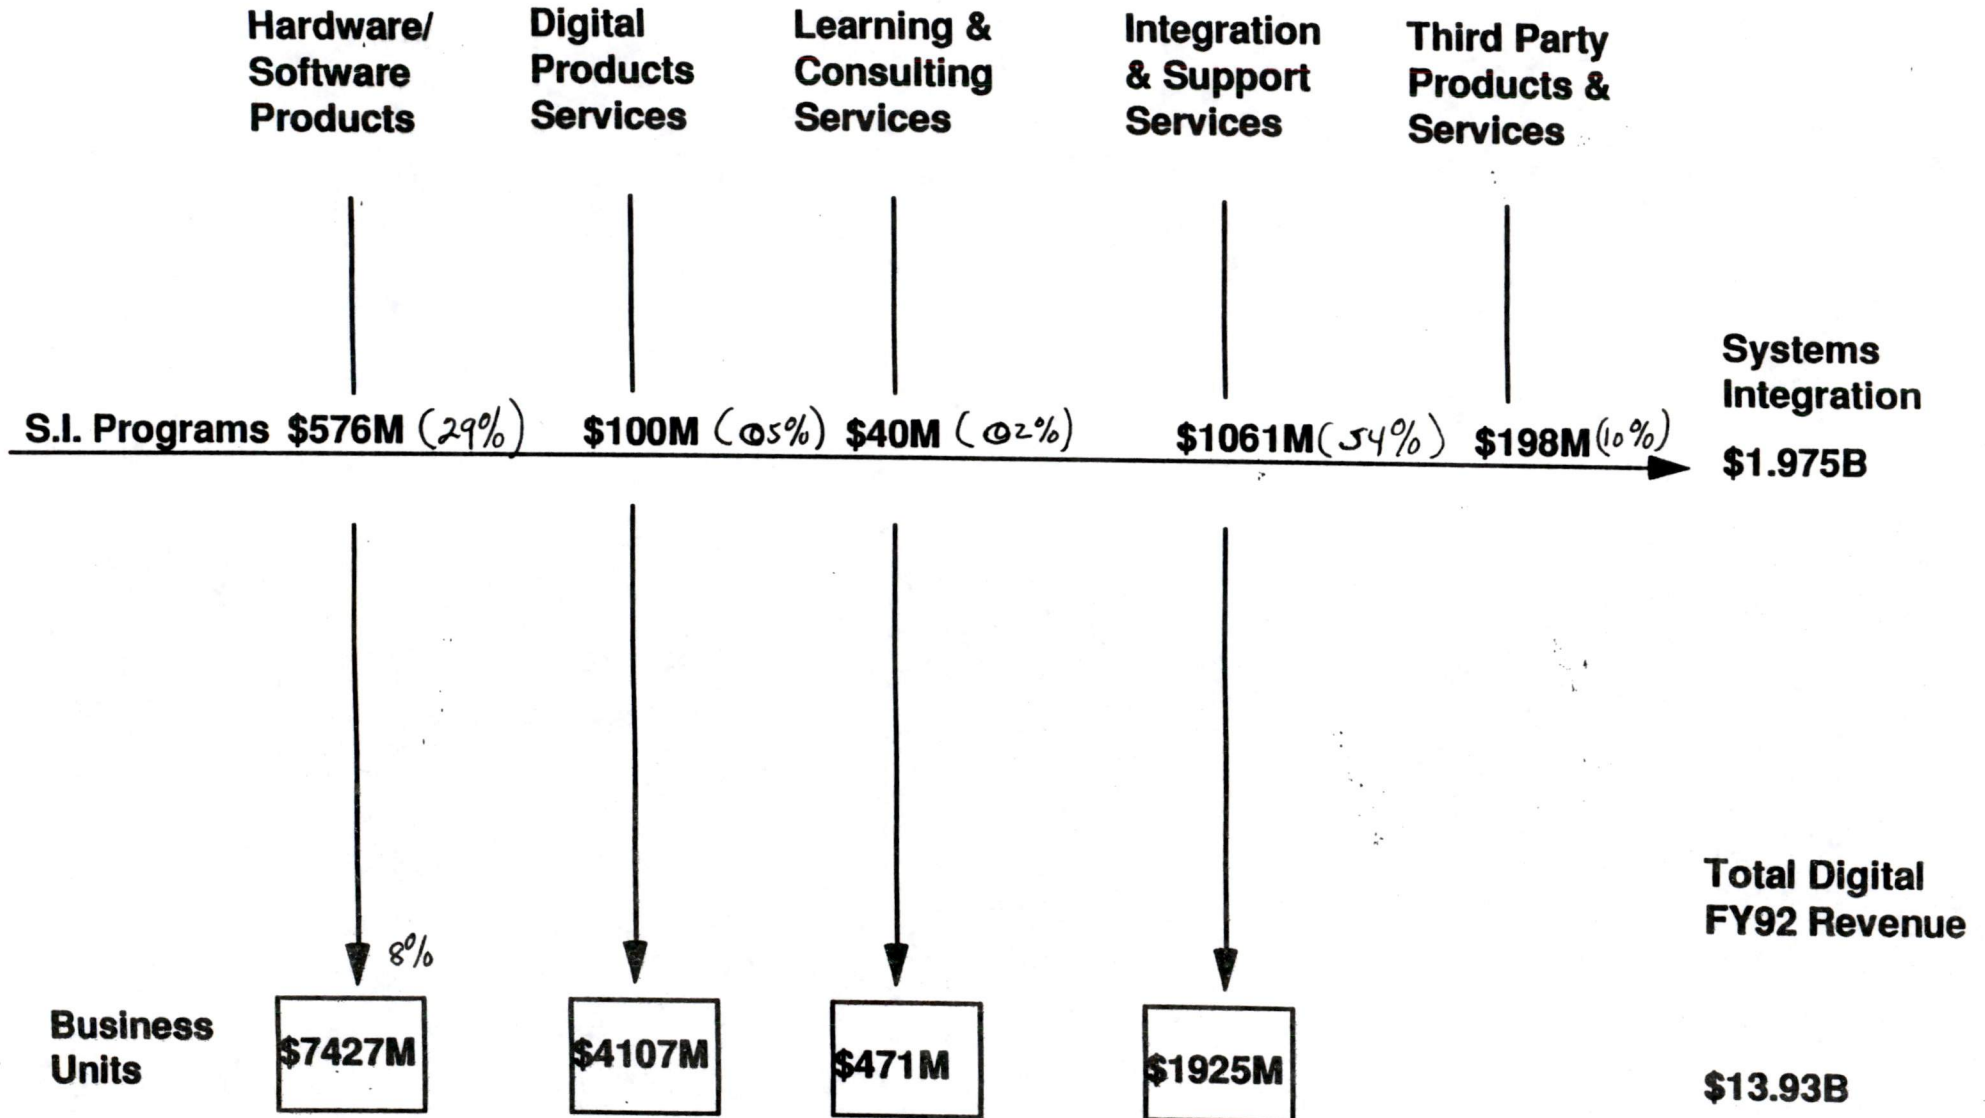 Hardware/
Software
Products
Digital
Products
Services
Learning &
Consulting
Services
Integration
& Support
Services
Third Party
Products &
Services
S.I. Programs $576M (29%) $100M (05%) $40M (02%) $1061M (54%) $198M (10%)
Systems
Integration
$1.975B
8%
Total Digital
FY92 Revenue
Business
Units
$7427M $4107M $471M $1925M
$13.93B